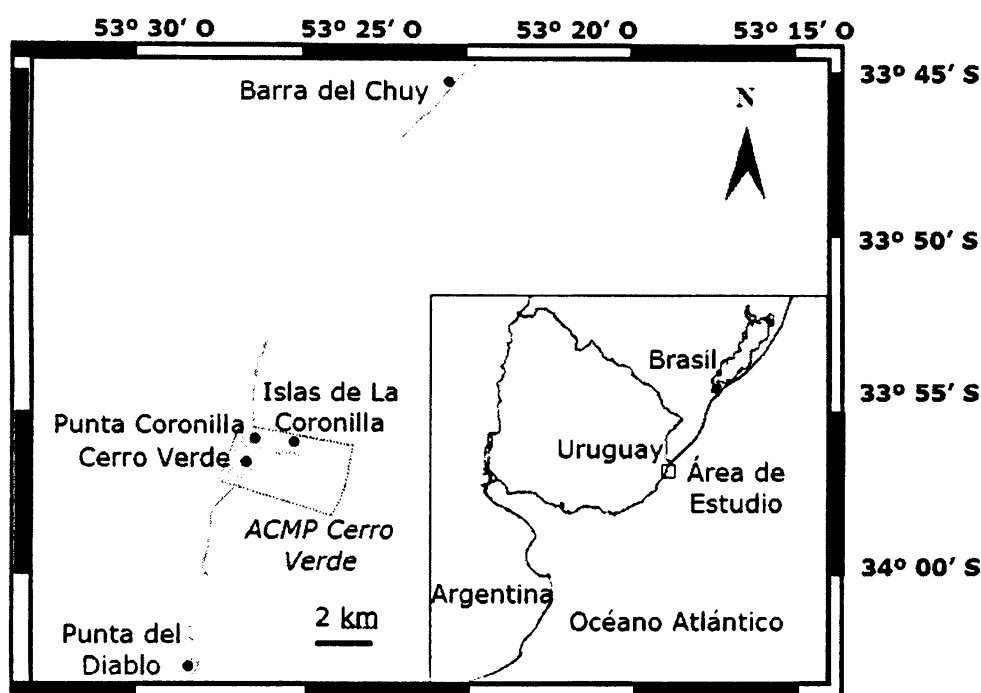 53º 30′ O 53º 25′ O 53º 20′ O 53º 15′ O
33º 45′ S
Barra del Chuy
N
33º 50′ S
Brasil
Islas de La
Coronilla
33º 55′ S
Punta Coronilla
Cerro Verde
Uruguay
Área de
Estudio
ACMP Cerro
Verde
34º 00′ S
Argentina
2 km
Océano Atlántico
Punta del
Diablo